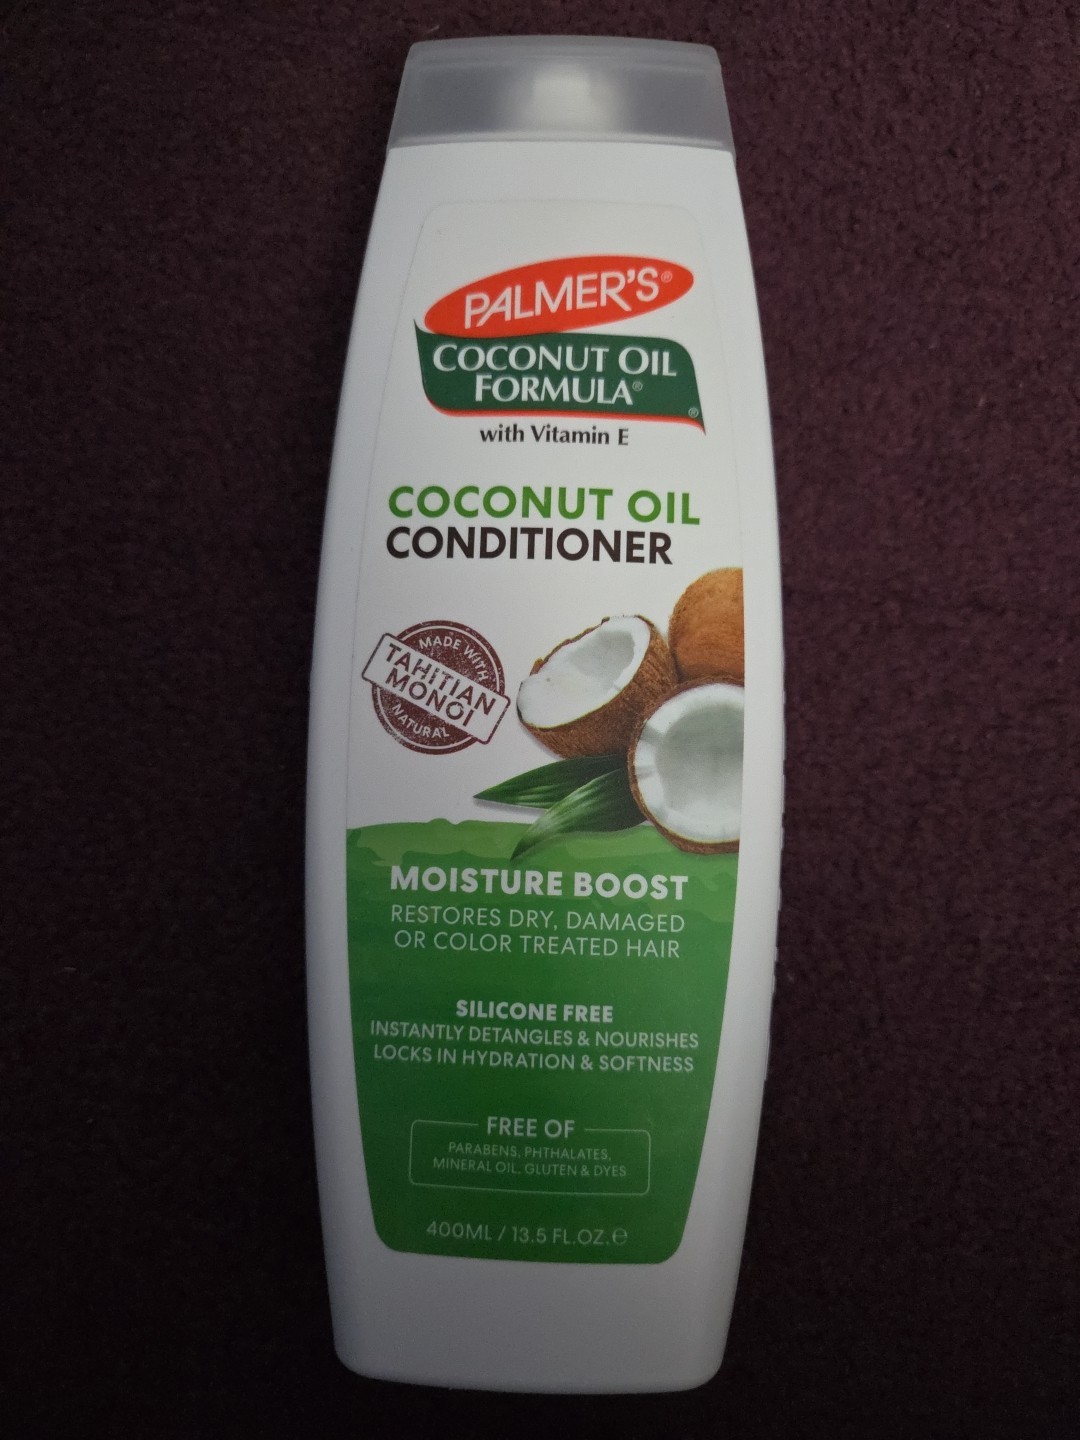 PALMER'S®
COCONUT OIL
FORMULA®
®
with Vitamin E
COCONUT OIL
CONDITIONER
MADE WITH
TAHITIAN
MONOÏ
NATURAL
MOISTURE BOOST
RESTORES DRY, DAMAGED
OR COLOR TREATED HAIR
SILICONE FREE
INSTANTLY DETANGLES & NOURISHES
LOCKS IN HYDRATION & SOFTNESS
FREE OF
PARABENS, PHTHALATES,
MINERAL OIL, GLUTEN & DYES
400ML / 13.5 FL.OZ.℮